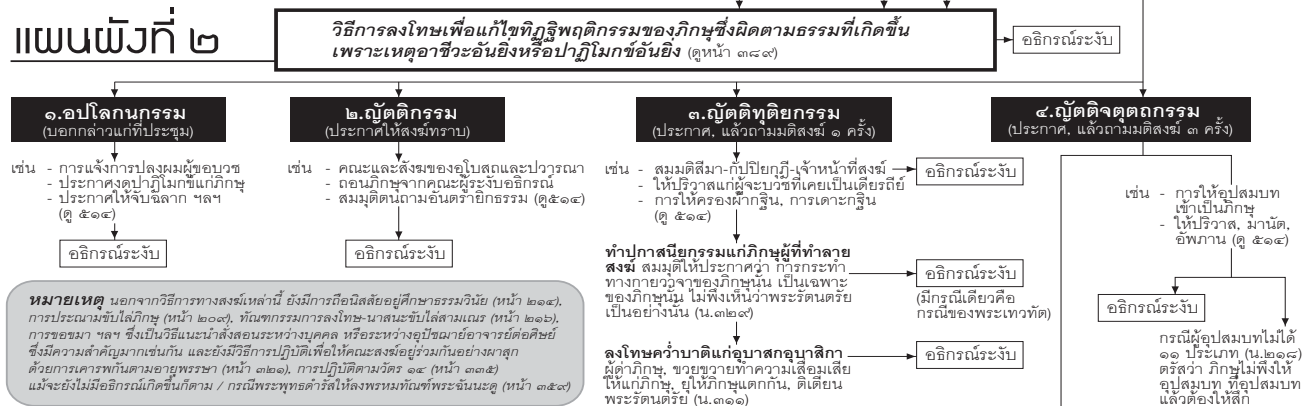 แผนผังที่ ๒
วิธีการลงโทษเพื่อแก้ไขทิฏฐิพฤติกรรมของภิกษุซึ่งผิดตามธรรมที่เกิดขึ้น
เพราะเหตุอาชีวะอันยิ่งหรือปาฏิโมกข์อันยิ่ง (ดูหน้า ๓๘๙)
อธิกรณ์ระงับ
๑.อปโลกนกรรม
(บอกกล่าวแก่ที่ประชุม)
เช่น - การแจ้งการปลงผมผู้ขอบวช
- ประกาศงดปาฏิโมกข์แก่ภิกษุ
- ประกาศให้จับฉลาก ฯลฯ
(ดู ๕๑๔)
อธิกรณ์ระงับ
๒.ญัตติกรรม
(ประกาศให้สงฆ์ทราบ)
เช่น - คณะและสังฆของอุโบสถและปวารณา
- ถอนภิกษุจากคณะผู้ระงับอธิกรณ์
- สมมุติตนถามอันตรายิกธรรม (ดู๕๑๔)
อธิกรณ์ระงับ
๓.ญัตติทุติยกรรม
(ประกาศ, แล้วถามมติสงฆ์ ๑ ครั้ง)
เช่น - สมมติสีมา-กัปปิยกุฎี-เจ้าหน้าที่สงฆ์
- ให้ปริวาสแก่ผู้จะบวชที่เคยเป็นเดียรถีย์
- การให้ครองผ้ากฐิน, การเดาะกฐิน
(ดู ๕๑๔)
อธิกรณ์ระงับ
ทำปกาสนียกรรมแก่ภิกษุผู้ที่ทำลาย
สงฆ์ สมมุติให้ประกาศว่า การกระทำ
ทางกายวาจาของภิกษุนั้น เป็นเฉพาะ
ของภิกษุนั้น ไม่พึงเห็นว่าพระรัตนตรัย
เป็นอย่างนั้น (น.๓๒๙)
อธิกรณ์ระงับ
(มีกรณีเดียวคือ
กรณีของพระเทวทัต)
ลงโทษคว่ำบาติแก่อุบาสกอุบาสิกา
ผู้ด่าภิกษุ, ขวนขวายทำความเสื่อมเสีย
ให้แก่ภิกษุ, ยุให้ภิกษุแตกกัน, ติเตียน
พระรัตนตรัย (น.๓๑๑)
อธิกรณ์ระงับ
๔.ญัตติจตุตถกรรม
(ประกาศ, แล้วถามมติสงฆ์ ๓ ครั้ง)
เช่น - การให้อุปสมบท
เข้าเป็นภิกษุ
- ให้ปริวาส, มานัต,
อัพภาน (ดู ๕๑๔)
อธิกรณ์ระงับ
กรณีผู้อุปสมบทไม่ได้
๑๑ ประเภท (น.๒๑๘)
ตรัสว่า ภิกษุไม่พึงให้
อุปสมบท ที่อุปสมบท
แล้วต้องให้สึก
หมายเหตุ นอกจากวิธีการทางสงฆ์เหล่านี้ ยังมีการถือนิสสัยอยู่ศึกษาธรรมวินัย (หน้า ๒๑๔),
การประณามขับไล่ภิกษุ (หน้า ๒๐๙), ทัณฑกรรมการลงโทษ-นาสนะขับไล่สามเณร (หน้า ๒๑๖),
การขอขมา ฯลฯ ซึ่งเป็นวิธีแนะนำสั่งสอนระหว่างบุคคล หรือระหว่างอุปัชฌาย์อาจารย์ต่อศิษย์
ซึ่งมีความสำคัญมากเช่นกัน และยังมีวิธีการปฏิบัติเพื่อให้คณะสงฆ์อยู่ร่วมกันอย่างผาสุก
ด้วยการเคารพกันตามอายุพรรษา (หน้า ๓๒๑), การปฏิบัติตามวัตร ๑๔ (หน้า ๓๓๕)
แม้จะยังไม่มีอธิกรณ์เกิดขึ้นก็ตาม / กรณีพระพุทธดำรัสให้ลงพรหมทัณฑ์พระฉันนะดู (หน้า ๓๕๙)